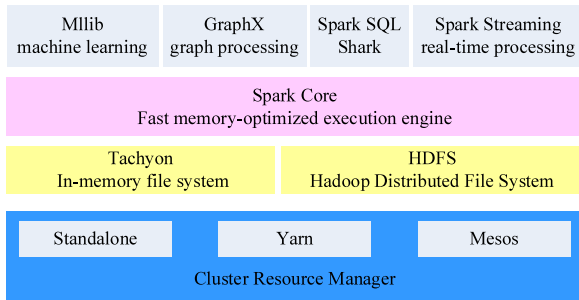 Mllib
machine learning
GraphX
graph processing
Spark SQL
Shark
Spark Streaming
real-time processing
Spark Core
Fast memory-optimized execution engine
Tachyon
In-memory file system
HDFS
Hadoop Distributed File System
Standalone
Yarn
Mesos
Cluster Resource Manager